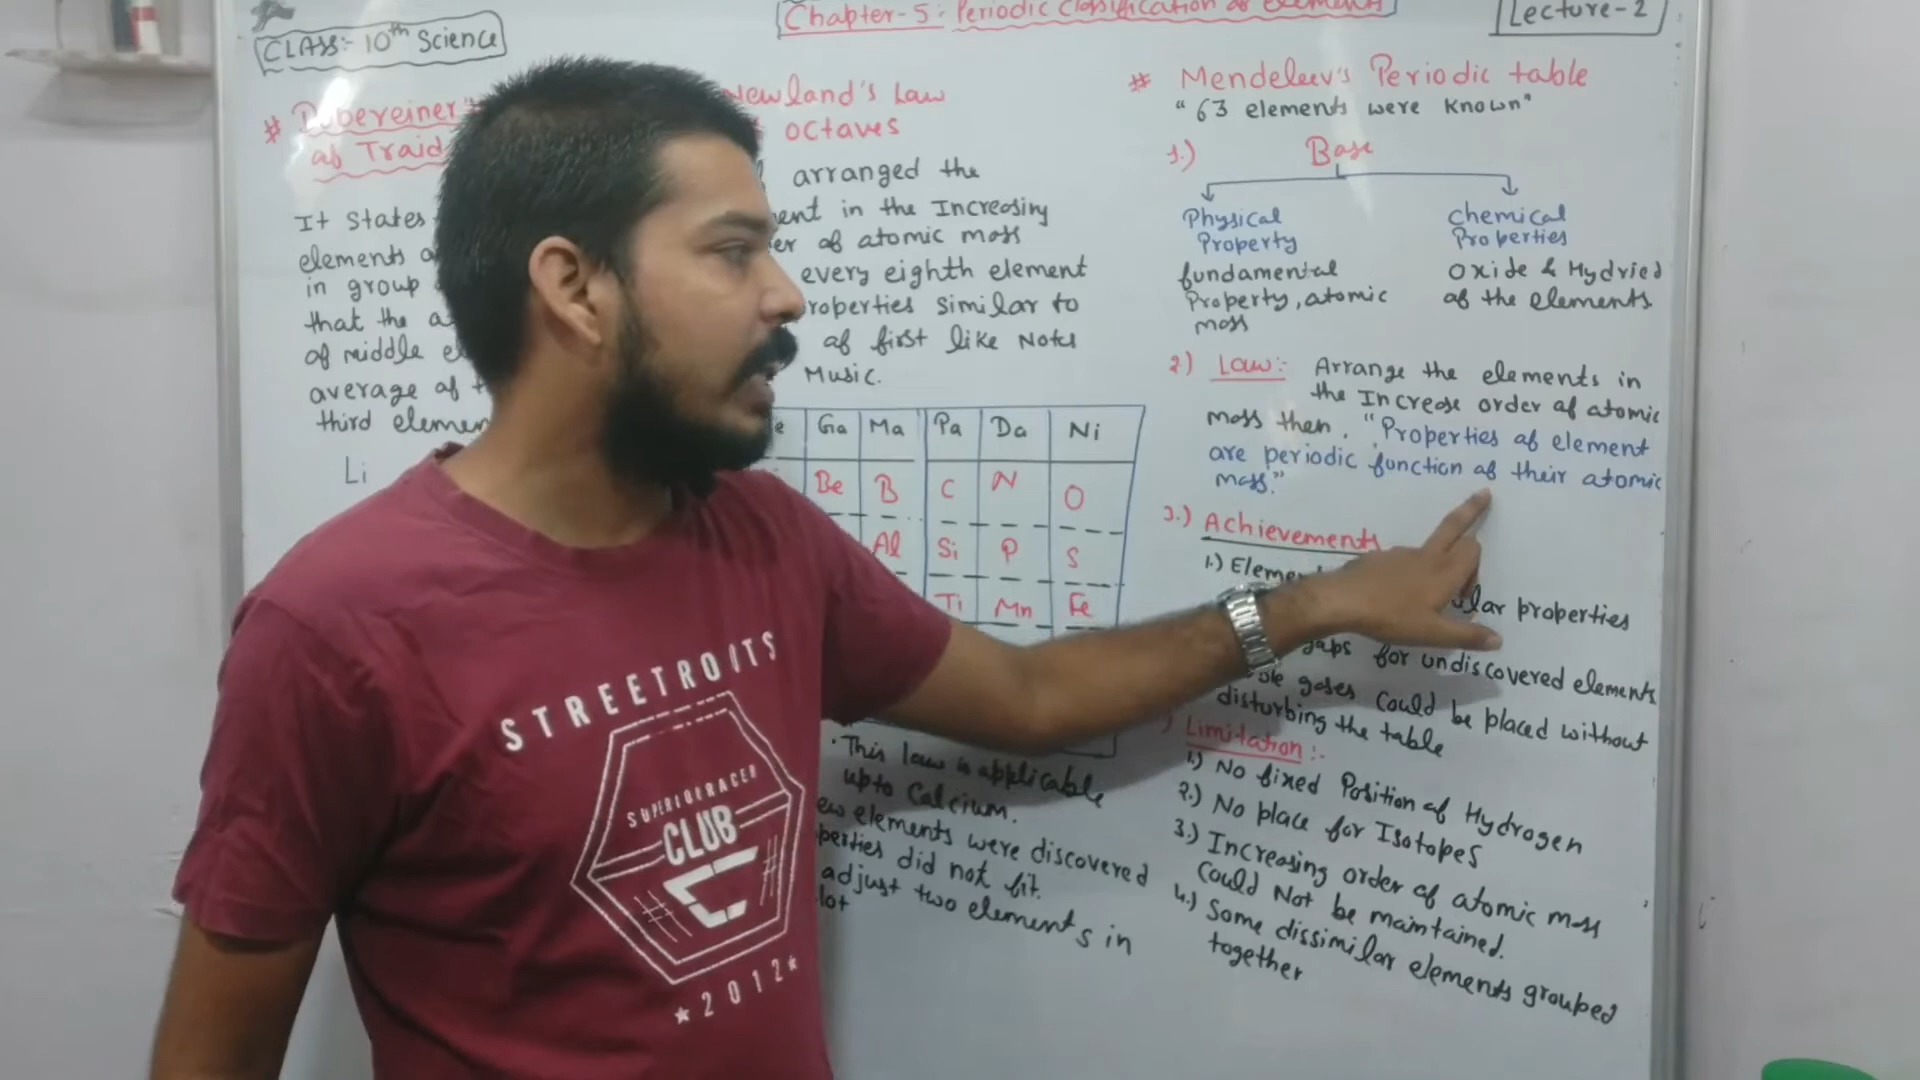 Chapter-5: Periodic Classification of Elements
Lecture-2
CLASS:- 10th Science
# Dobereiner's
of Traid
It states
elements
in group
that the
of middle
average of
third elemen
Li
Newland's Law
octaves
arranged the
ent in the Increasing
er of atomic mass
every eighth element
roperties similar to
of first like Notes
Music.
Ga Ma Pa Da Ni
Be B C N O
Al Si P S
Ti Mn Fe
• This law is applicable
upto Calcium.
ew elements were discovered
perties did not fit.
adjust two elements in
lot
# Mendeleev's Periodic table
"63 elements were known"
1.) Base
Physical
Property
fundamental
Property, atomic
mass
Chemical
Properties
Oxide & Hydried
of the elements
2) Law:- Arrange the elements in
the Increase order of atomic
mass then, "Properties of element
are periodic function of their atomic
mass."
3.) Achievements
1.) Eleme
ular properties
gaps for undiscovered elements
ble gases could be placed without
disturbing the table
) Limitation:-
1.) No fixed Position of Hydrogen
2.) No place for Isotopes
3.) Increasing order of atomic mass
Could Not be maintained.
4.) Some dissimilar elements grouped
together
STREETROUTS
CLUB
★2012★